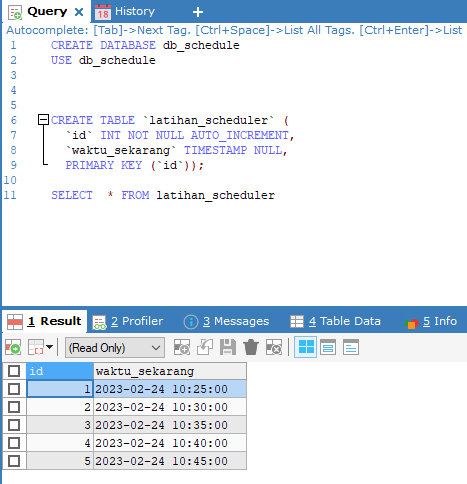 Query
History
Autocomplete: [Tab]->Next Tag. [Ctrl+Space]->List All Tags. [Ctrl+Enter]->List
1 CREATE DATABASE db_schedule
2 USE db_schedule
3
4
5
6 CREATE TABLE `latihan_scheduler` (
7 `id` INT NOT NULL AUTO_INCREMENT,
8 `waktu_sekarang` TIMESTAMP NULL,
9 PRIMARY KEY (`id`));
10
11 SELECT  * FROM latihan_scheduler
1 Result 2 Profiler 3 Messages 4 Table Data 5 Info
(Read Only)
id waktu_sekarang
1 2023-02-24 10:25:00
2 2023-02-24 10:30:00
3 2023-02-24 10:35:00
4 2023-02-24 10:40:00
5 2023-02-24 10:45:00